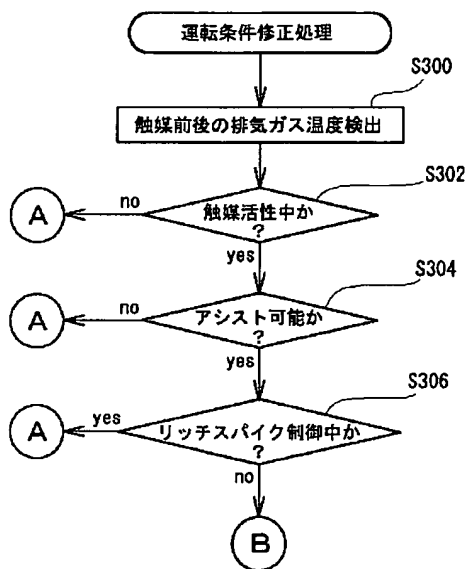 運転条件修正処理
S300
触媒前後の排気ガス温度検出
S302
触媒活性中か
?
no
A
yes
S304
アシスト可能か
?
no
A
yes
S306
リッチスパイク制御中か
?
yes
A
no
B